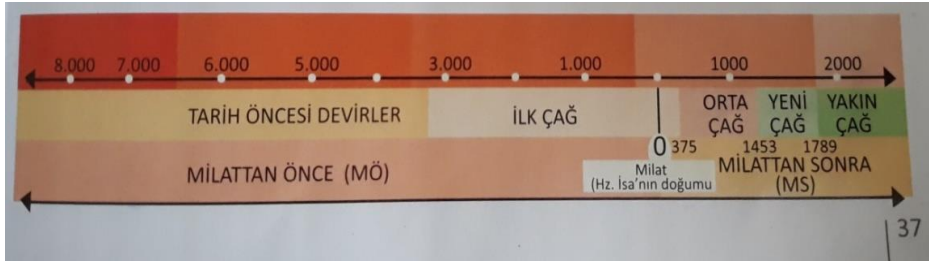 8.000 7.000 6.000 5.000 3.000 1.000 1000 2000
TARİH ÖNCESİ DEVİRLER
İLK ÇAĞ
ORTA
ÇAĞ
YENİ
ÇAĞ
YAKIN
ÇAĞ
0 375 1453 1789
MİLATTAN ÖNCE (MÖ)
Milat
(Hz. İsa'nın doğumu
MİLATTAN SONRA
(MS)
37